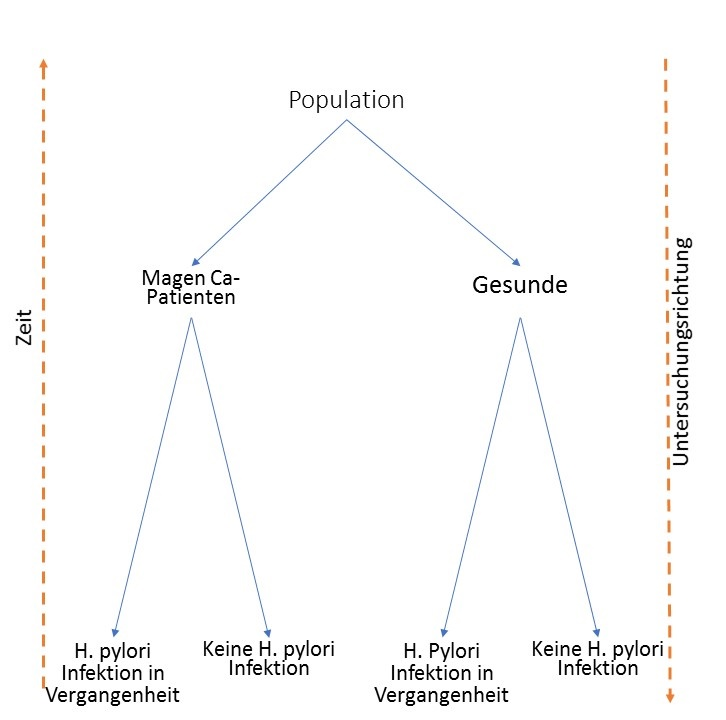 Population
Magen Ca-
Patienten
Gesunde
Zeit
Untersuchungsrichtung
H. pylori
Infektion in
Vergangenheit
Keine H. pylori
Infektion
H. Pylori
Infektion in
Vergangenheit
Keine H. pylori
Infektion